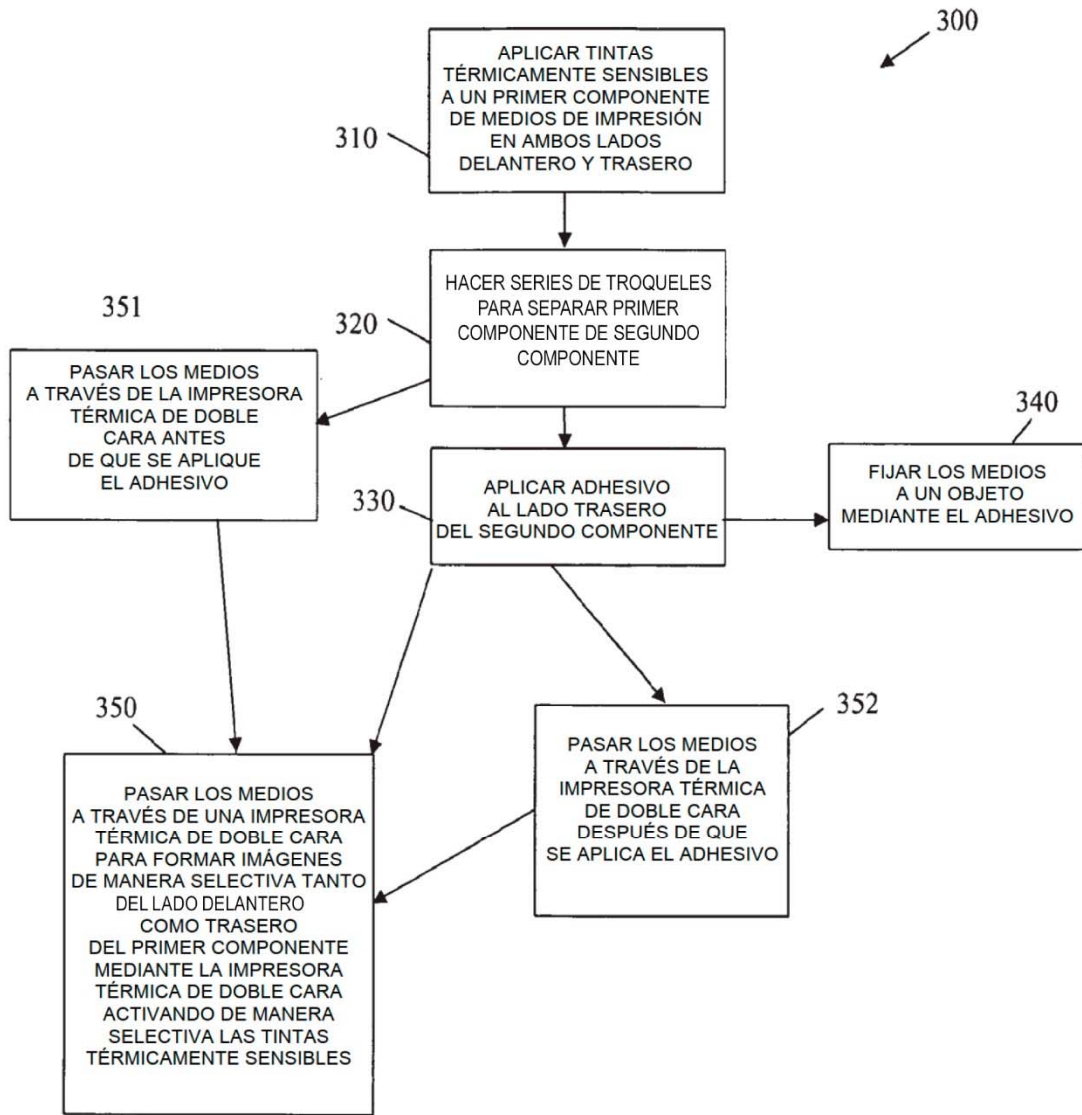 300
APLICAR TINTAS
TÉRMICAMENTE SENSIBLES
A UN PRIMER COMPONENTE
DE MEDIOS DE IMPRESIÓN
EN AMBOS LADOS
DELANTERO Y TRASERO
310
HACER SERIES DE TROQUELES
PARA SEPARAR PRIMER
COMPONENTE DE SEGUNDO
COMPONENTE
320
351
PASAR LOS MEDIOS
A TRAVÉS DE LA IMPRESORA
TÉRMICA DE DOBLE
CARA ANTES
DE QUE SE APLIQUE
EL ADHESIVO
330
APLICAR ADHESIVO
AL LADO TRASERO
DEL SEGUNDO COMPONENTE
340
FIJAR LOS MEDIOS
A UN OBJETO
MEDIANTE EL ADHESIVO
350
PASAR LOS MEDIOS
A TRAVÉS DE UNA IMPRESORA
TÉRMICA DE DOBLE CARA
PARA FORMAR IMÁGENES
DE MANERA SELECTIVA TANTO
DEL LADO DELANTERO
COMO TRASERO
DEL PRIMER COMPONENTE
MEDIANTE LA IMPRESORA
TÉRMICA DE DOBLE CARA
ACTIVANDO DE MANERA
SELECTIVA LAS TINTAS
TÉRMICAMENTE SENSIBLES
352
PASAR LOS MEDIOS
A TRAVÉS DE LA
IMPRESORA TÉRMICA
DE DOBLE CARA
DESPUÉS DE QUE
SE APLICA EL ADHESIVO